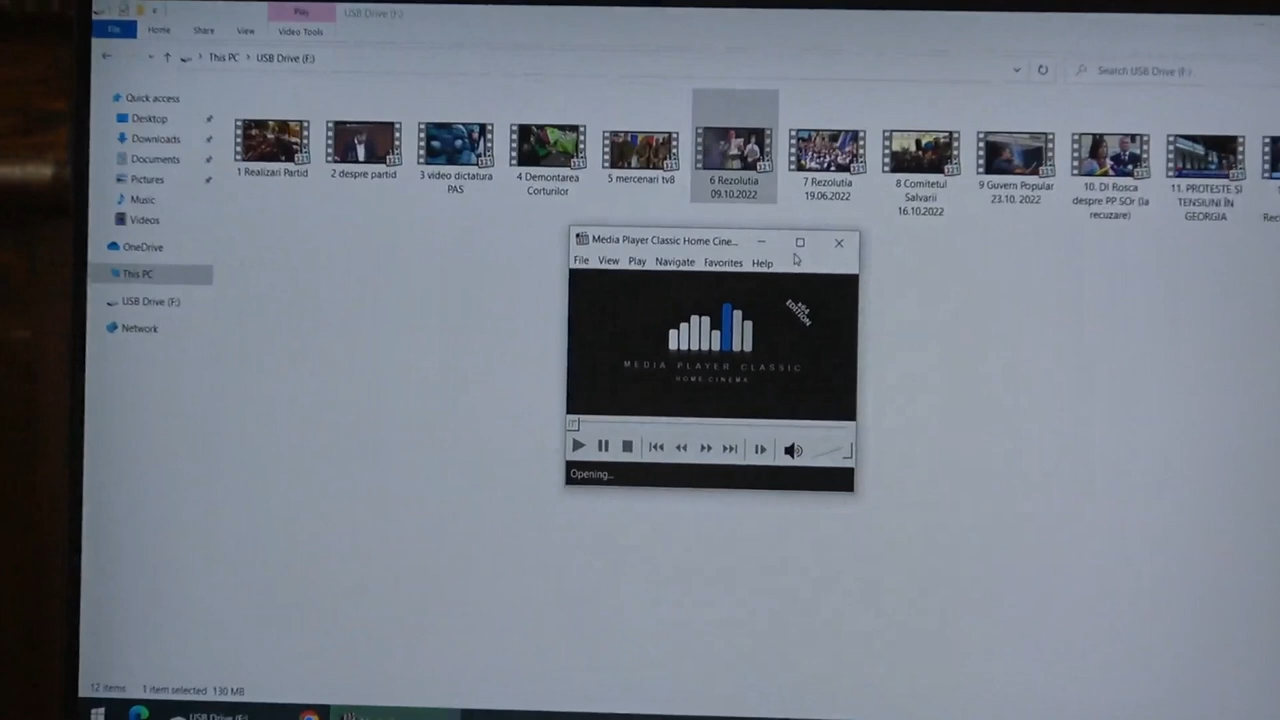 Play
USB Drive (F:)
File
Home
Share
View
Video Tools
This PC
USB Drive (F:)
Search USB Drive (F:)
Quick access
Desktop
Downloads
Documents
Pictures
Music
Videos
OneDrive
This PC
USB Drive (F:)
Network
1 Realizari Partid
2 despre partid
3 video dictatura
PAS
4 Demontarea
Corturilor
5 mercenari tv8
6 Rezolutia
09.10.2022
7 Rezolutia
19.06.2022
8 Comitetul
Salvarii
16.10.2022
9 Guvern Popular
23.10. 2022
10. Dl Rosca
despre PP SOr (la
recuzare)
11. PROTESTE ȘI
TENSIUNI ÎN
GEORGIA
Media Player Classic Home Cine...
File
View
Play
Navigate
Favorites
Help
x64
EDITION
MEDIA PLAYER CLASSIC
HOME CINEMA
Opening...
12 items
1 item selected
130 MB
USB Drive (F:)